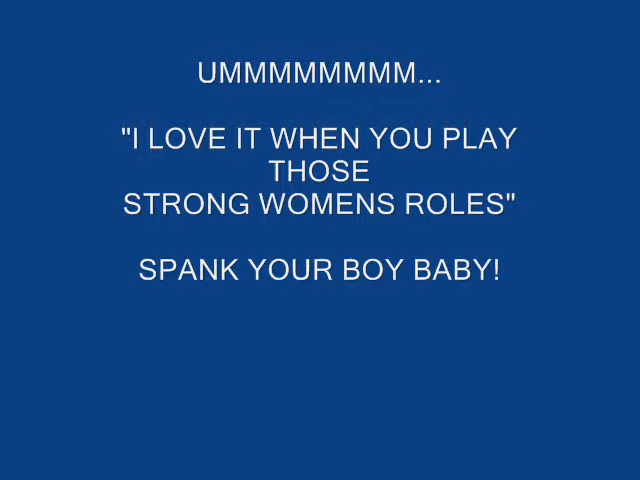 UMMMMMMMM...
"I LOVE IT WHEN YOU PLAY
THOSE
STRONG WOMENS ROLES"
SPANK YOUR BOY BABY!